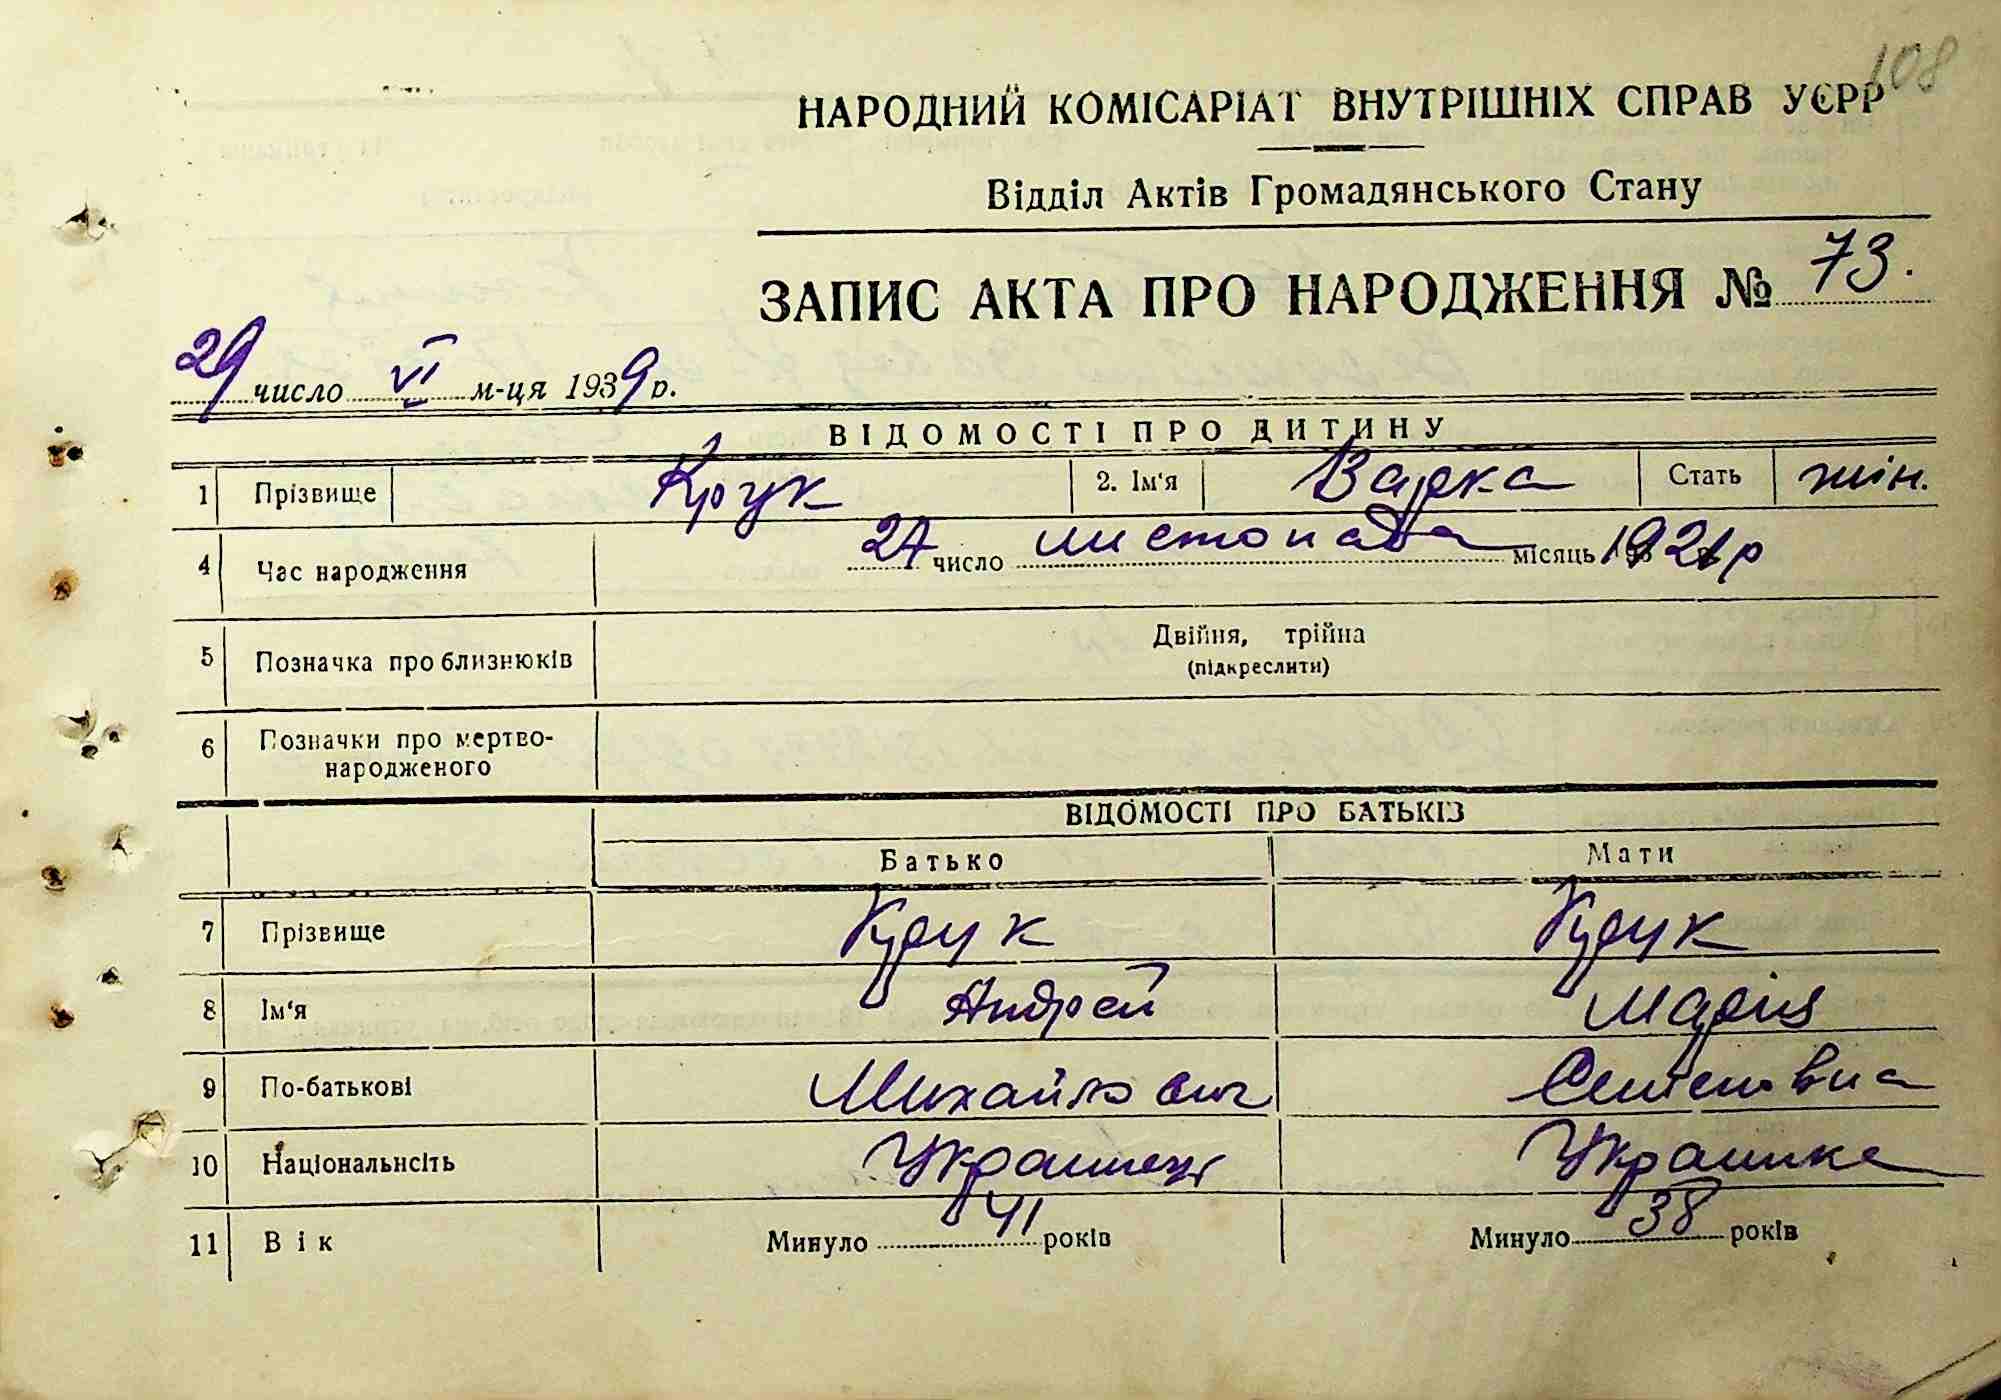 108
НАРОДНИЙ КОМІСАРІАТ ВНУТРІШНІХ СПРАВ УЄРР
Відділ Актів Громадянського Стану
ЗАПИС АКТА ПРО НАРОДЖЕННЯ № 73.
29 число VI м-ця 1939 р.
ВІДОМОСТІ ПРО ДИТИНУ
1 Прізвище Крук 2. Ім'я Варка Стать жін.
4 Час народження 27 число листопада місяць 1921 р
5 Позначка про близнюків Двійня, трійна
(підкреслити)
6 Позначки про мертво-
народженого
ВІДОМОСТІ ПРО БАТЬКІВ
Батько Мати
7 Прізвище Крук Крук
8 Ім'я Андрей Марія
9 По-батькові Михайлович Семеновна
10 Національнсіть Українец Українка
11 Вік Минуло 41 років Минуло 38 років